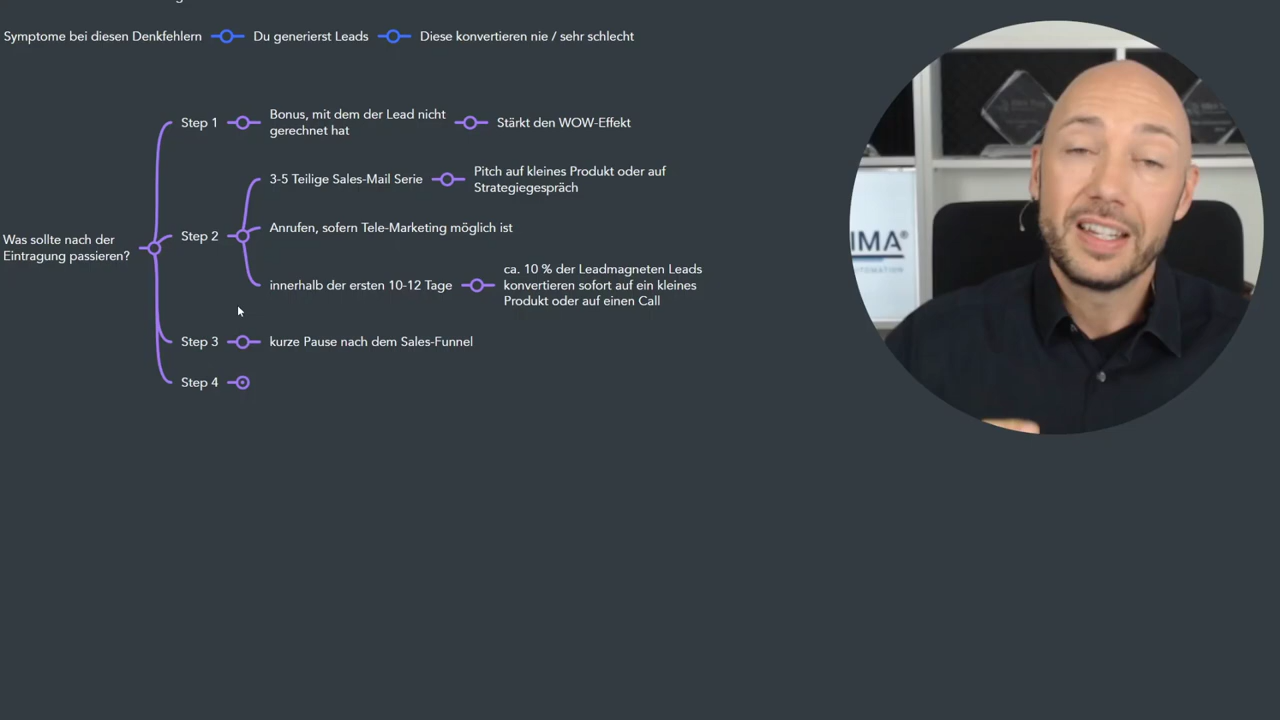 Symptome bei diesen Denkfehlern
Du generierst Leads
Diese konvertieren nie / sehr schlecht
Was sollte nach der
Eintragung passieren?
Step 1
Bonus, mit dem der Lead nicht
gerechnet hat
Stärkt den WOW-Effekt
Step 2
3-5 Teilige Sales-Mail Serie
Pitch auf kleines Produkt oder auf
Strategiegespräch
Anrufen, sofern Tele-Marketing möglich ist
innerhalb der ersten 10-12 Tage
ca. 10 % der Leadmagneten Leads
konvertieren sofort auf ein kleines
Produkt oder auf einen Call
Step 3
kurze Pause nach dem Sales-Funnel
Step 4
IMA®